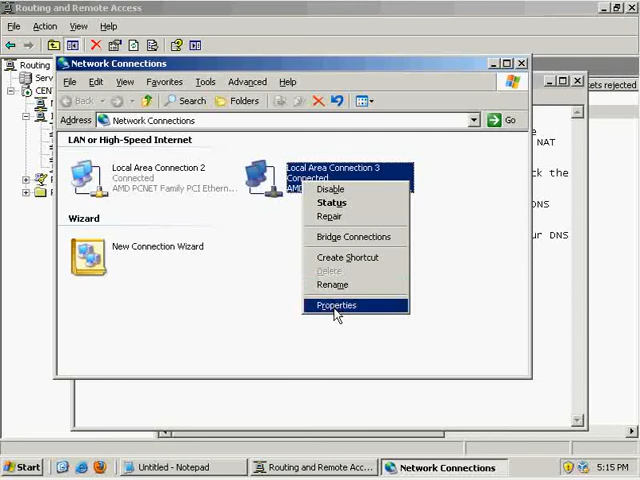 Routing and Remote Access
File Action View Help
Network Connections
File Edit View Favorites Tools Advanced Help
Back Search Folders
Address Network Connections Go
LAN or High-Speed Internet
Local Area Connection 2
Connected
AMD PCNET Family PCI Ethern...
Local Area Connection 3
Connected
Disable
Status
Repair
Bridge Connections
Create Shortcut
Delete
Rename
Properties
Wizard
New Connection Wizard
Routing
Serv
CEN
ets rejected
e
NAT
ck the
DNS
ur DNS
Start Untitled - Notepad Routing and Remote Acc... Network Connections 5:15 PM